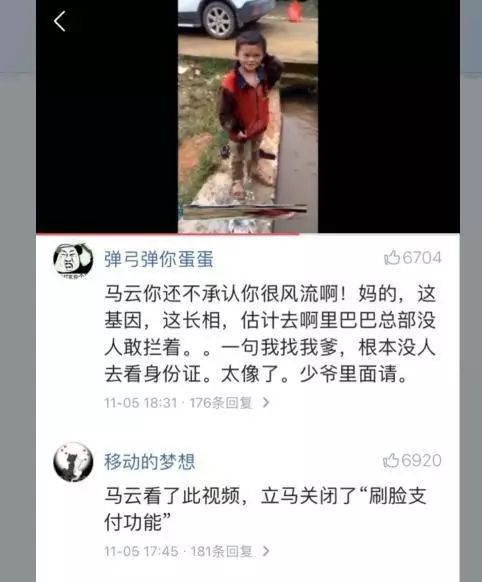 弹弓弹你蛋蛋
6704
马云你还不承认你很风流啊！妈的，这
基因，这长相，估计去啊里巴巴总部没
人敢拦着。。一句我找我爹，根本没人
去看身份证。太像了。少爷里面请。
11-05 18:31 · 176条回复
移动的梦想
6920
马云看了此视频，立马关闭了“刷脸支
付功能”
11-05 17:45 · 181条回复